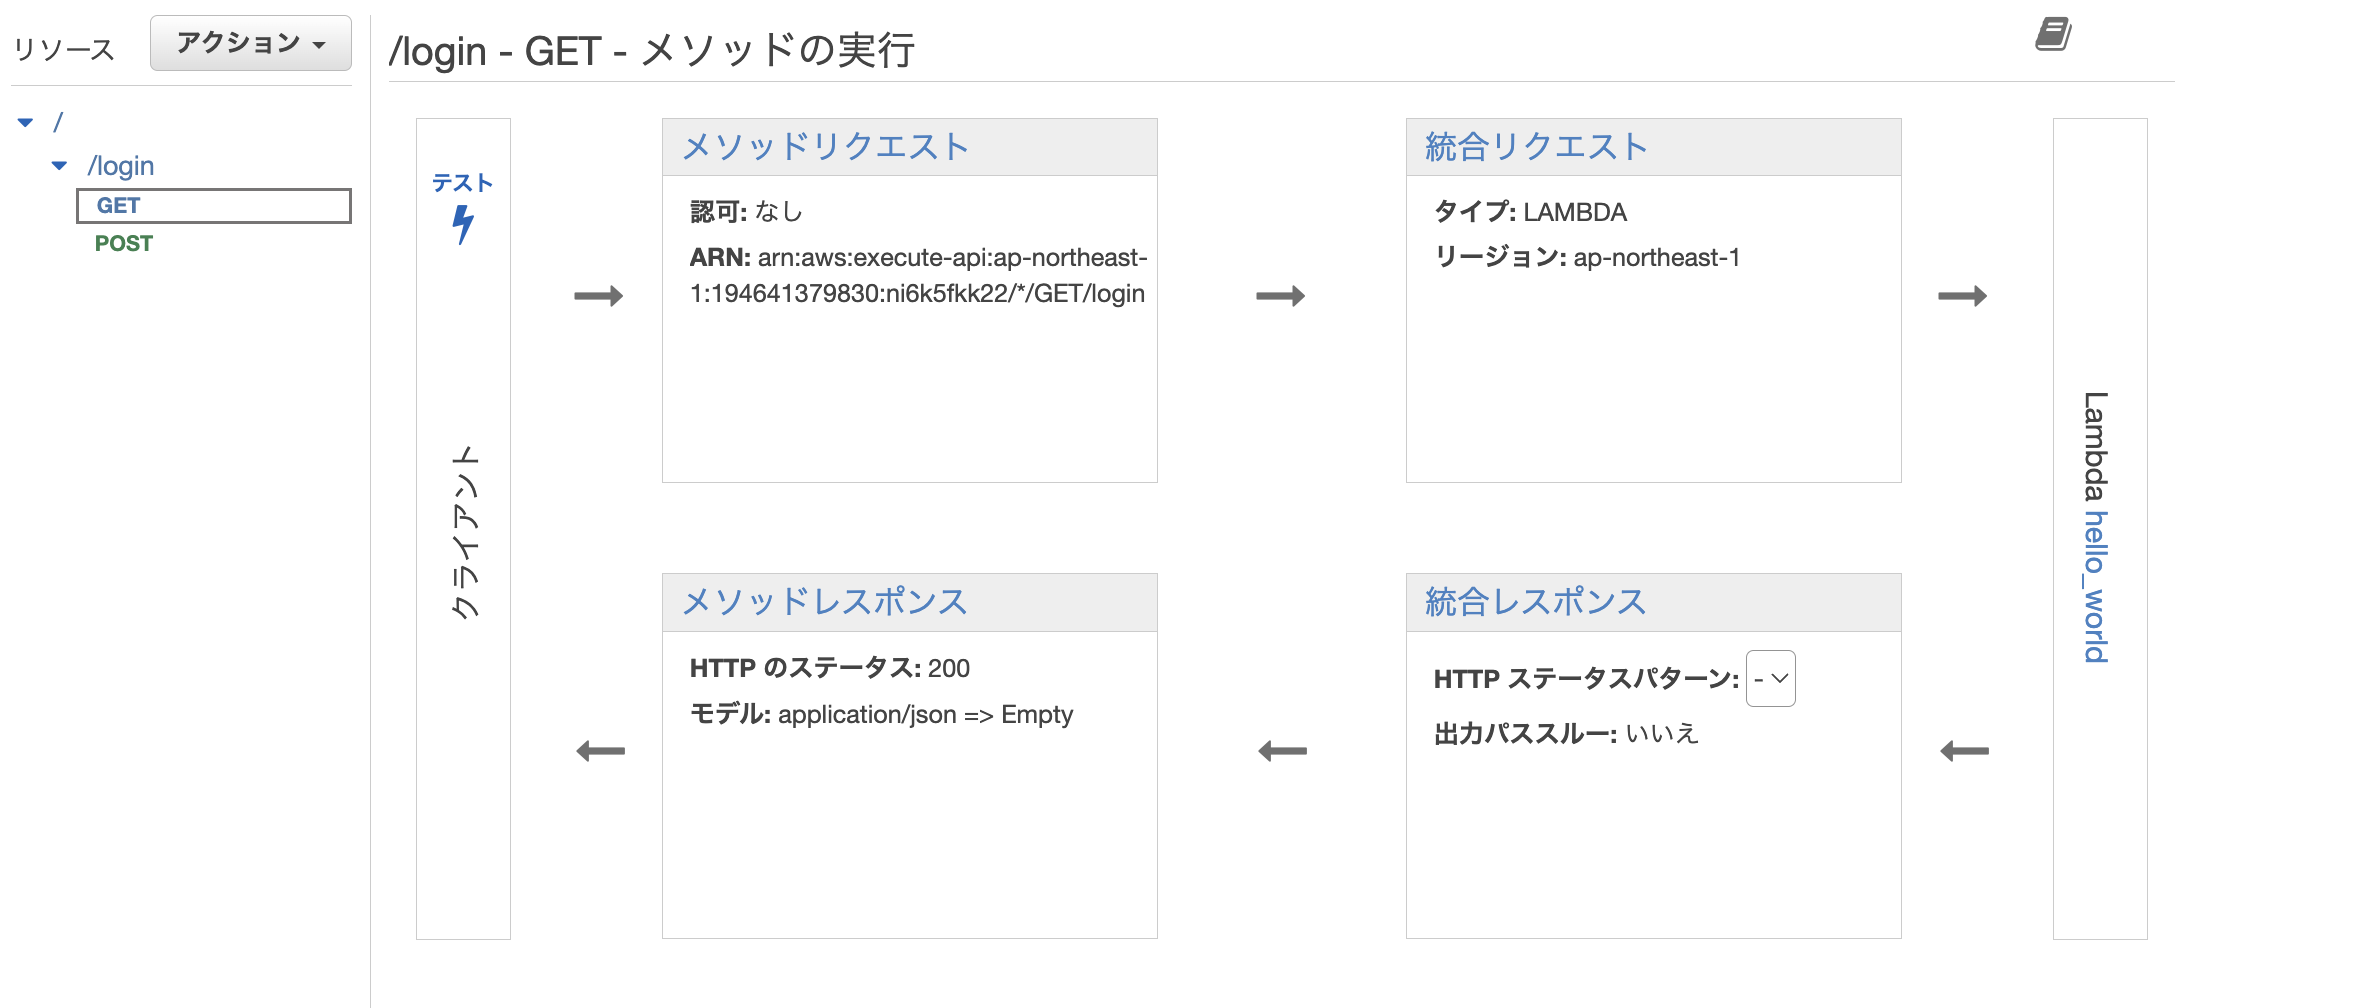 リソース
アクション
/
/login
GET
POST
/login - GET - メソッドの実行
テスト
クライアント
メソッドリクエスト
認可: なし
ARN: arn:aws:execute-api:ap-northeast-
1:194641379830:ni6k5fkk22/*/GET/login
統合リクエスト
タイプ: LAMBDA
リージョン: ap-northeast-1
Lambda hello_world
メソッドレスポンス
HTTP のステータス: 200
モデル: application/json => Empty
統合レスポンス
HTTP ステータスパターン: -
出力パススルー: いいえ